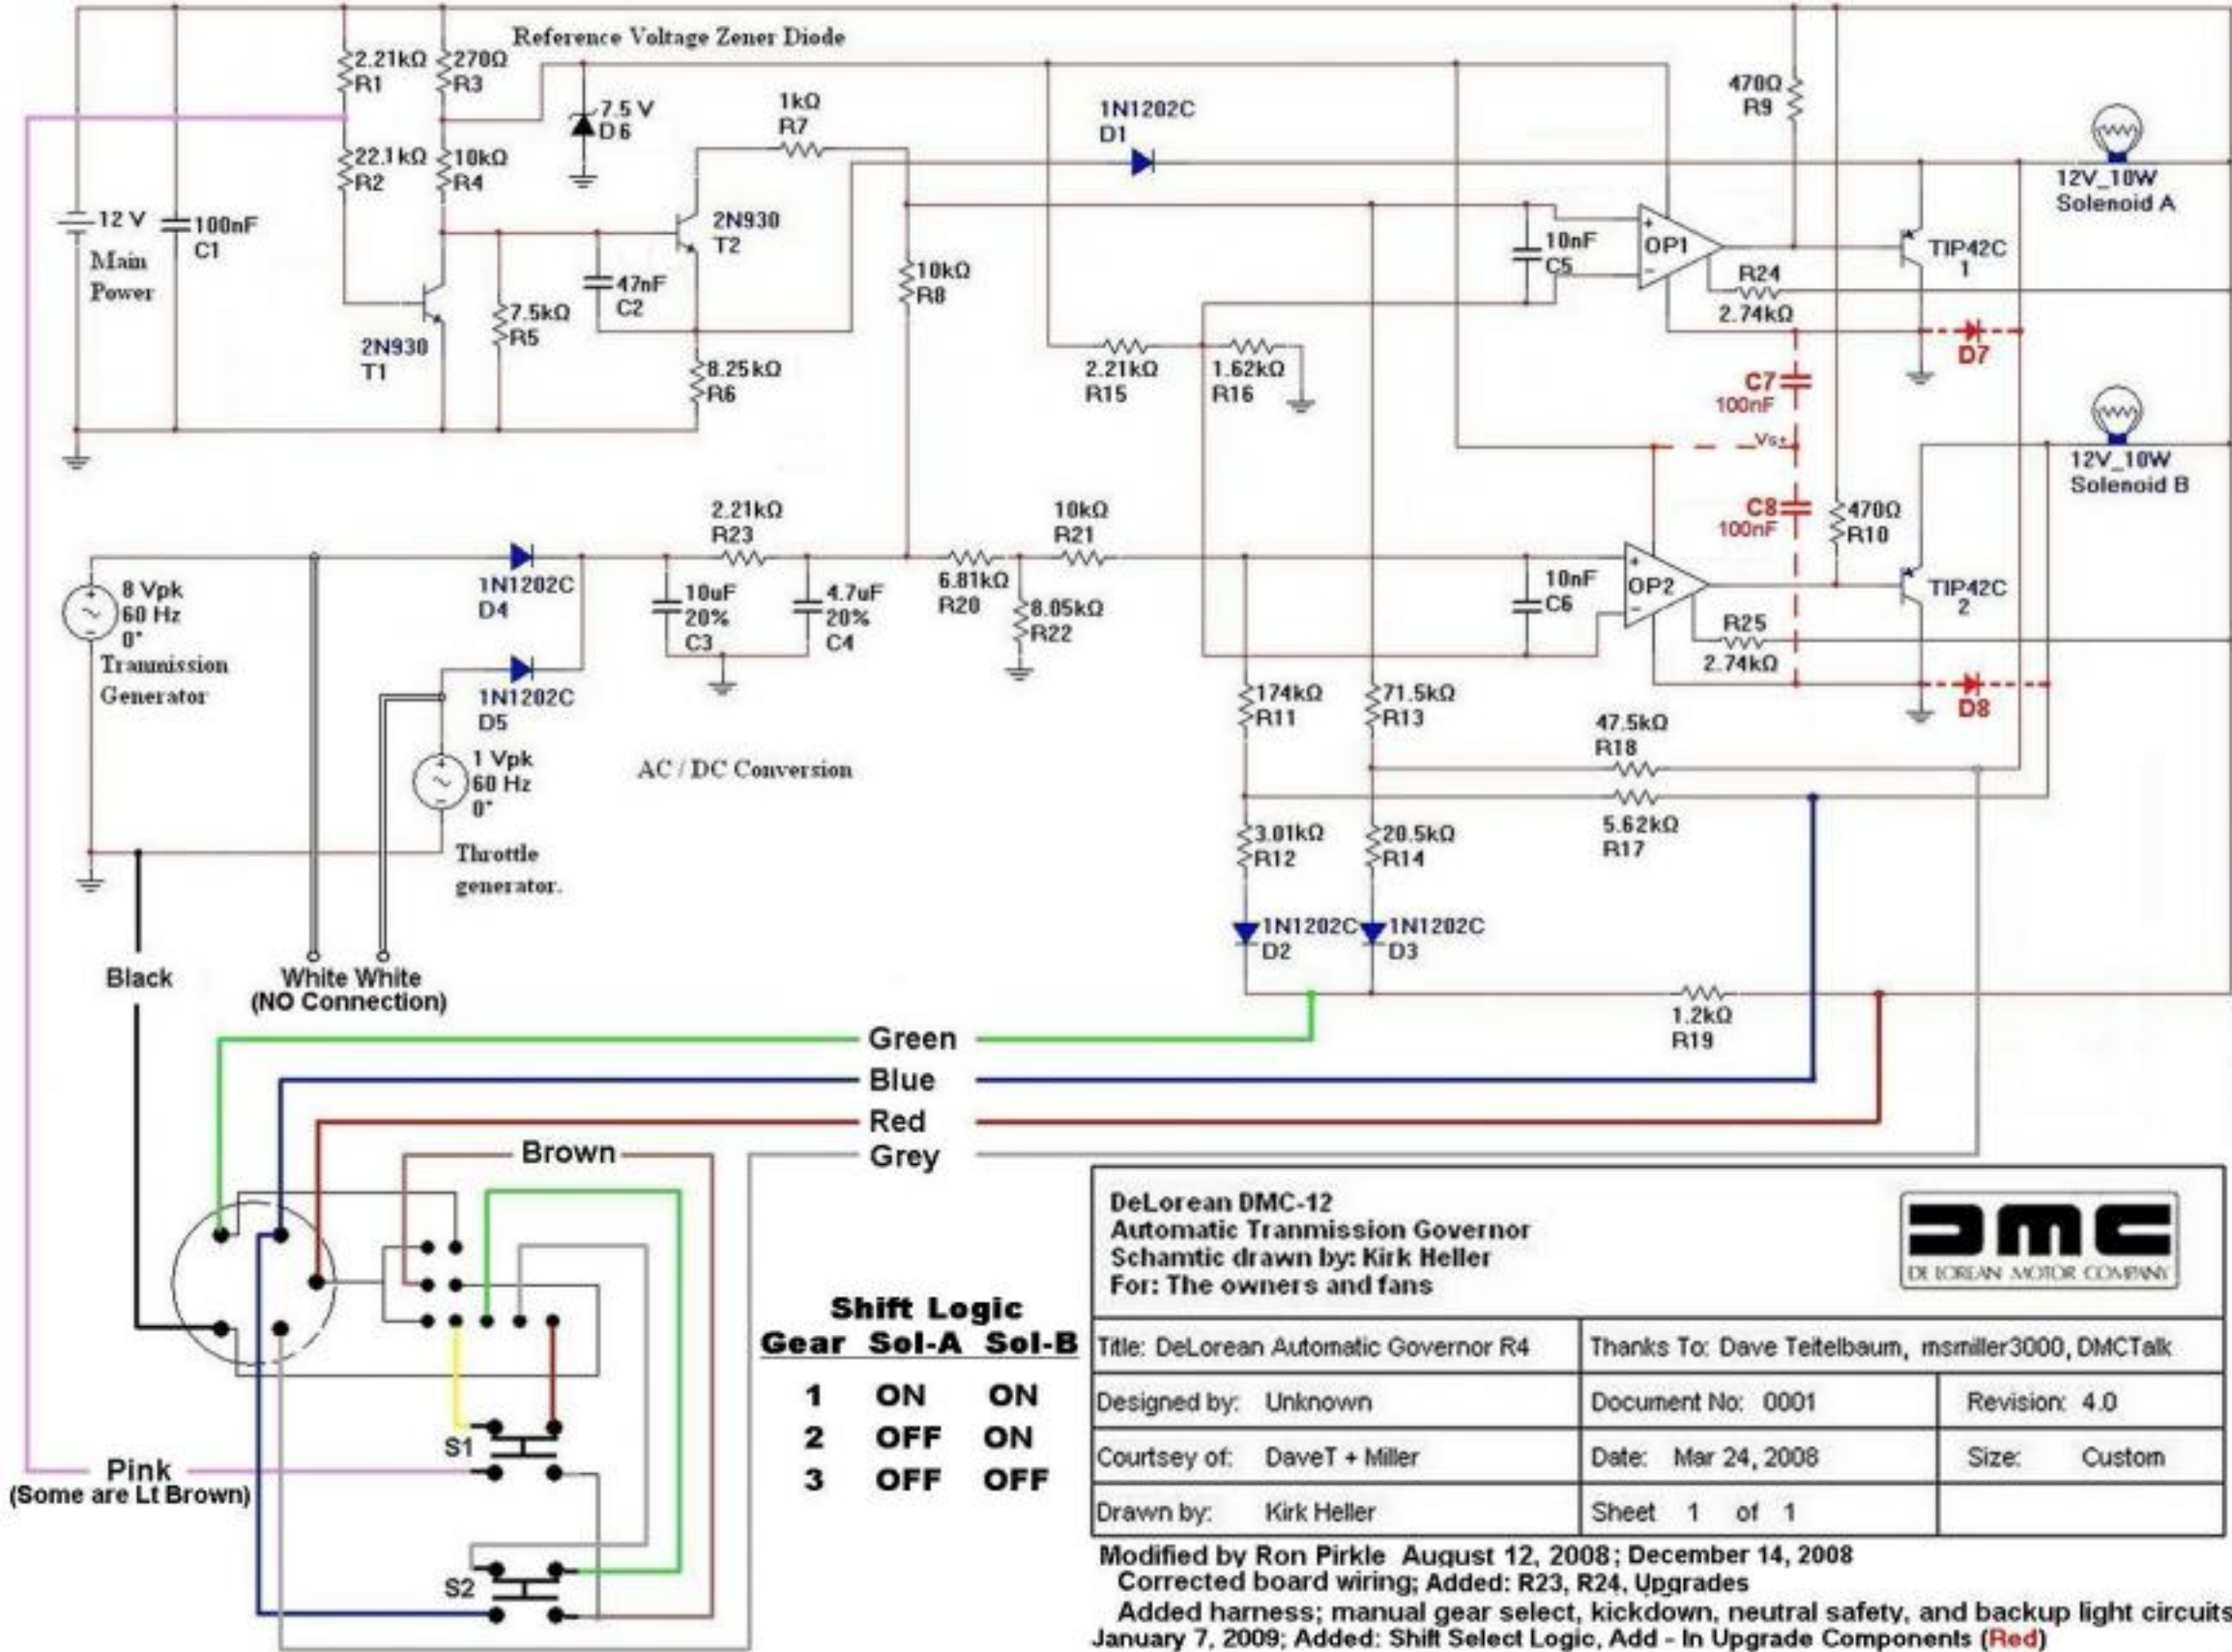 Reference Voltage Zener Diode
2.21kΩ
R1
270Ω
R3
7.5 V
D6
1kΩ
R7
1N1202C
D1
470Ω
R9
22.1kΩ
R2
10kΩ
R4
12V_10W
Solenoid A
12 V
Main
Power
100nF
C1
2N930
T2
47nF
C2
10kΩ
R8
10nF
C5
+
OP1
−
TIP42C
1
R24
2.74kΩ
7.5kΩ
R5
2N930
T1
8.25kΩ
R6
2.21kΩ
R15
1.62kΩ
R16
D7
C7
100nF
Vs+
12V_10W
Solenoid B
C8
100nF
470Ω
R10
2.21kΩ
R23
10kΩ
R21
8 Vpk
60 Hz
0°
Tranmission
Generator
1N1202C
D4
10uF
20%
C3
4.7uF
20%
C4
6.81kΩ
R20
8.05kΩ
R22
10nF
C6
+
OP2
−
TIP42C
2
R25
2.74kΩ
D8
1N1202C
D5
1 Vpk
60 Hz
0°
Throttle
generator.
AC / DC Conversion
174kΩ
R11
71.5kΩ
R13
47.5kΩ
R18
5.62kΩ
R17
3.01kΩ
R12
20.5kΩ
R14
1N1202C
D2
1N1202C
D3
1.2kΩ
R19
Black
White White
(NO Connection)
Green
Blue
Red
Grey
Brown
S1
Pink
(Some are Lt Brown)
S2
Shift Logic
Gear Sol-A Sol-B
1 ON ON
2 OFF ON
3 OFF OFF
DeLorean DMC-12
Automatic Tranmission Governor
Schamtic drawn by: Kirk Heller
For: The owners and fans
DMC
DE LOREAN MOTOR COMPANY
Title: DeLorean Automatic Governor R4
Thanks To: Dave Teitelbaum, msmiller3000, DMCTalk
Designed by: Unknown
Document No: 0001
Revision: 4.0
Courtsey of: DaveT + Miller
Date: Mar 24, 2008
Size: Custom
Drawn by: Kirk Heller
Sheet 1 of 1
Modified by Ron Pirkle August 12, 2008; December 14, 2008
Corrected board wiring; Added: R23, R24, Upgrades
Added harness; manual gear select, kickdown, neutral safety, and backup light circuits
January 7, 2009; Added: Shift Select Logic, Add - In Upgrade Components (Red)